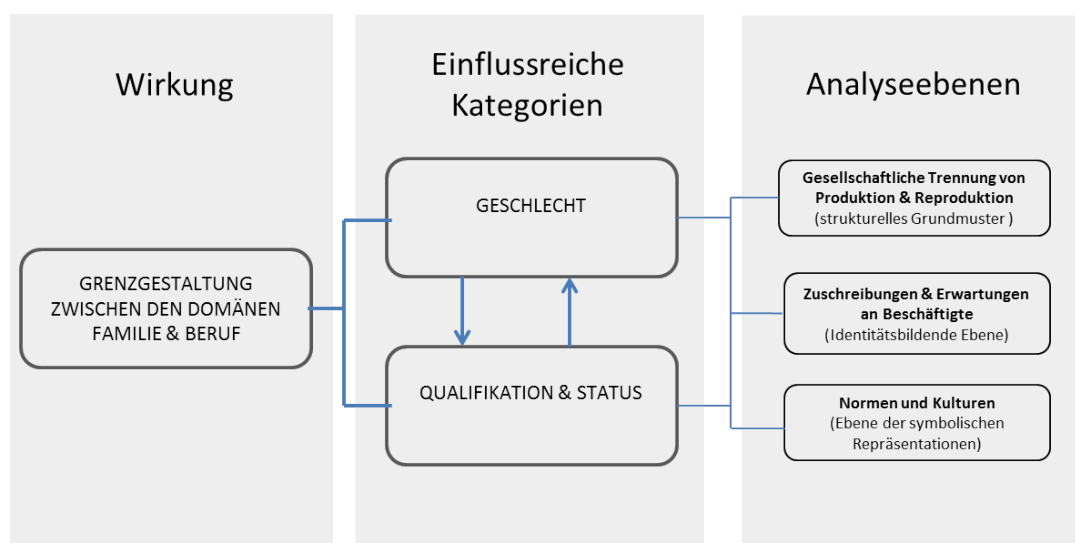 Wirkung
GRENZGESTALTUNG
ZWISCHEN DEN DOMÄNEN
FAMILIE & BERUF
Einflussreiche
Kategorien
GESCHLECHT
QUALIFIKATION & STATUS
Analyseebenen
Gesellschaftliche Trennung von
Produktion & Reproduktion
(strukturelles Grundmuster )
Zuschreibungen & Erwartungen
an Beschäftigte
(Identitätsbildende Ebene)
Normen und Kulturen
(Ebene der symbolischen
Repräsentationen)